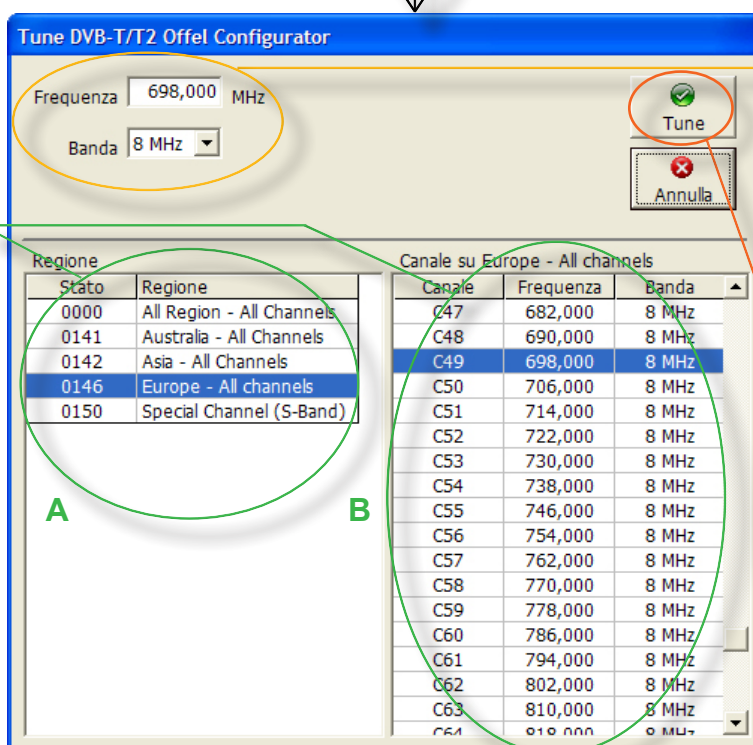 Tune DVB-T/T2 Offel Configurator
Frequenza 698,000 MHz
Banda 8 MHz
Tune
Annulla
Regione
Stato Regione
0000 All Region - All Channels
0141 Australia - All Channels
0142 Asia - All Channels
0146 Europe - All channels
0150 Special Channel (S-Band)
A
Canale su Europe - All channels
Canale Frequenza Banda
C47 682,000 8 MHz
C48 690,000 8 MHz
C49 698,000 8 MHz
C50 706,000 8 MHz
C51 714,000 8 MHz
C52 722,000 8 MHz
C53 730,000 8 MHz
C54 738,000 8 MHz
C55 746,000 8 MHz
C56 754,000 8 MHz
C57 762,000 8 MHz
C58 770,000 8 MHz
C59 778,000 8 MHz
C60 786,000 8 MHz
C61 794,000 8 MHz
C62 802,000 8 MHz
C63 810,000 8 MHz
C64 818,000 8 MHz
B